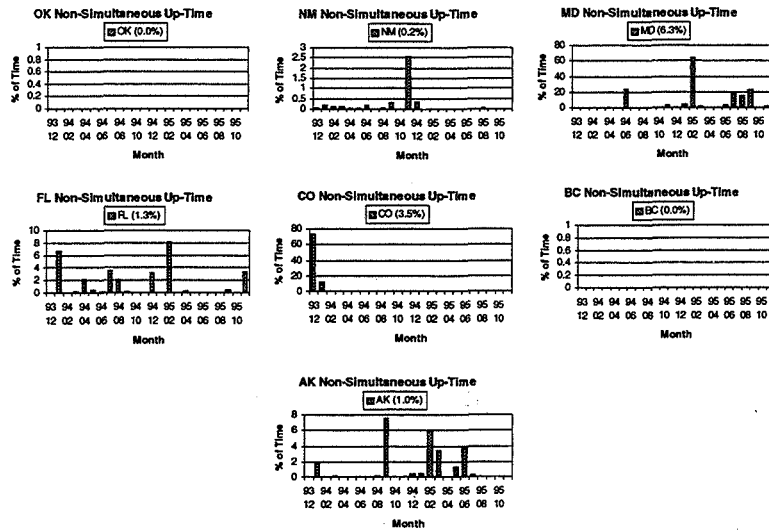 OK Non-Simultaneous Up-Time
OK (0.0%)
% of Time
1
0.8
0.6
0.4
0.2
0
93 94 94 94 94 94 95 95 95 95 95
12 02 04 06 08 10 12 02 04 06 08 10
Month
NM Non-Simultaneous Up-Time
NM (0.2%)
% of Time
3
2.5
2
1.5
1
0.5
0
93 94 94 94 94 94 94 95 95 95 95 95
12 02 04 06 08 10 12 02 04 06 08 10
Month
MD Non-Simultaneous Up-Time
MD (6.3%)
% of Time
80
60
40
20
0
93 94 94 94 94 94 94 95 95 95 95 95
12 02 04 06 08 10 12 02 04 06 08 10
Month
FL Non-Simultaneous Up-Time
FL (1.3%)
% of Time
10
8
6
4
2
0
93 94 94 94 94 94 94 95 95 95 95 95
12 02 04 06 08 10 12 02 04 06 08 10
Month
CO Non-Simultaneous Up-Time
CO (3.5%)
% of Time
80
60
40
20
0
93 94 94 94 94 94 94 95 95 95 95 95
12 02 04 06 08 10 12 02 04 06 08 10
Month
BC Non-Simultaneous Up-Time
BC (0.0%)
% of Time
1
0.8
0.6
0.4
0.2
0
93 94 94 94 94 94 94 95 95 95 95 95
12 02 04 06 08 10 12 02 04 06 08 10
Month
AK Non-Simultaneous Up-Time
AK (1.0%)
% of Time
8
6
4
2
0
93 94 94 94 94 94 94 95 95 95 95 95
12 02 04 06 08 10 12 02 04 06 08 10
Month